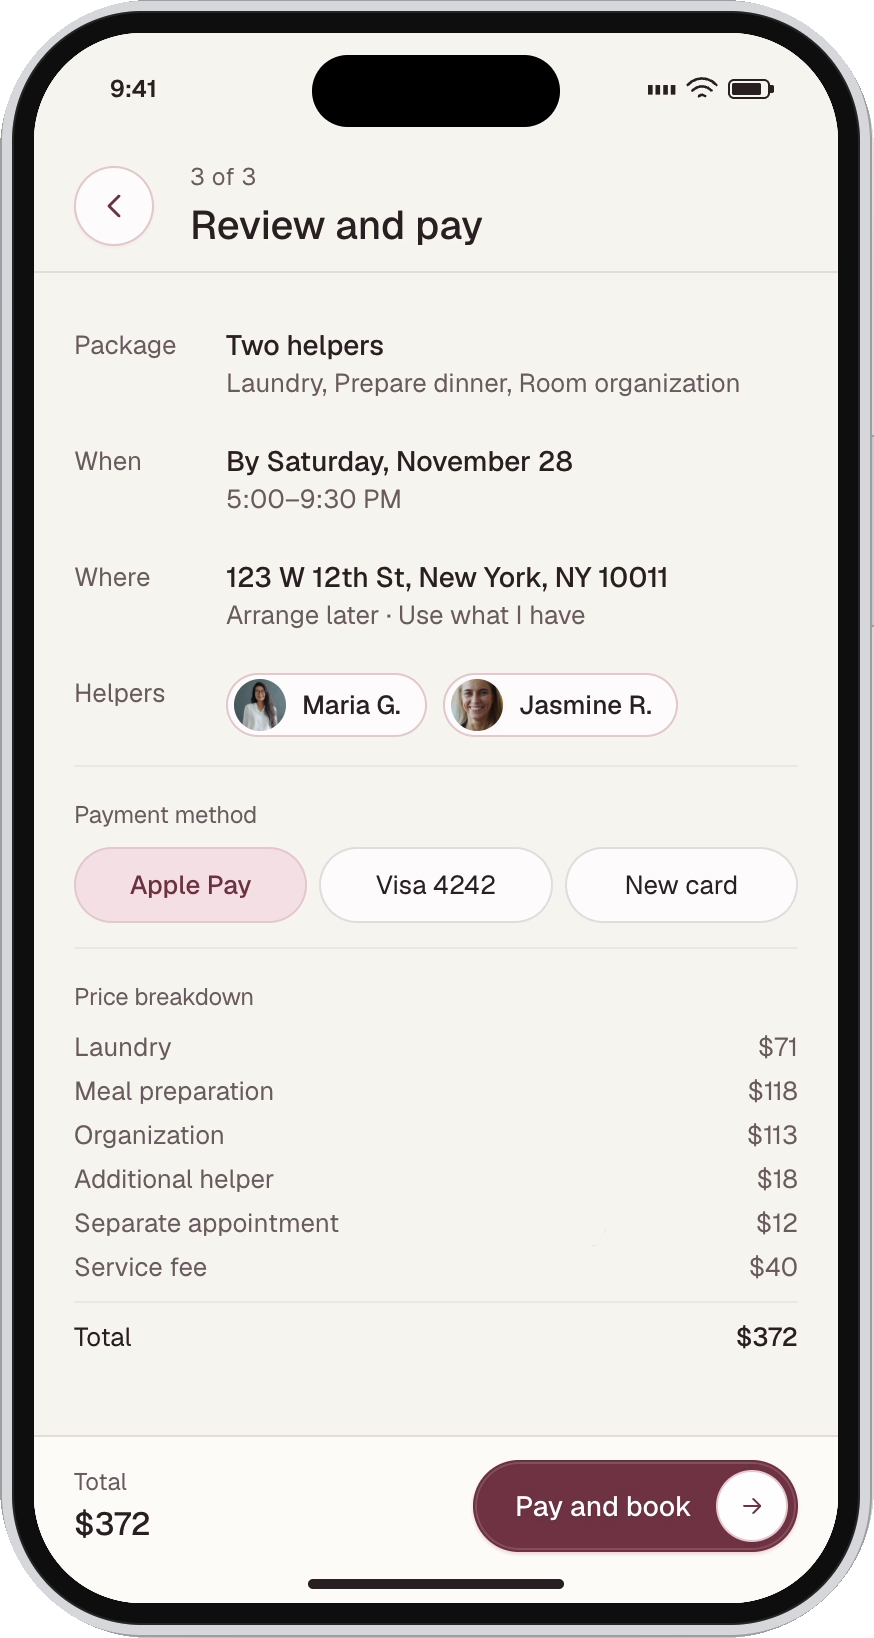 9:41
3 of 3
Review and pay
Package
Two helpers
Laundry, Prepare dinner, Room organization
When
By Saturday, November 28
5:00–9:30 PM
Where
123 W 12th St, New York, NY 10011
Arrange later · Use what I have
Helpers
Maria G.
Jasmine R.
Payment method
Apple Pay
Visa 4242
New card
Price breakdown
Laundry $71
Meal preparation $118
Organization $113
Additional helper $18
Separate appointment $12
Service fee $40
Total $372
Total
$372
Pay and book